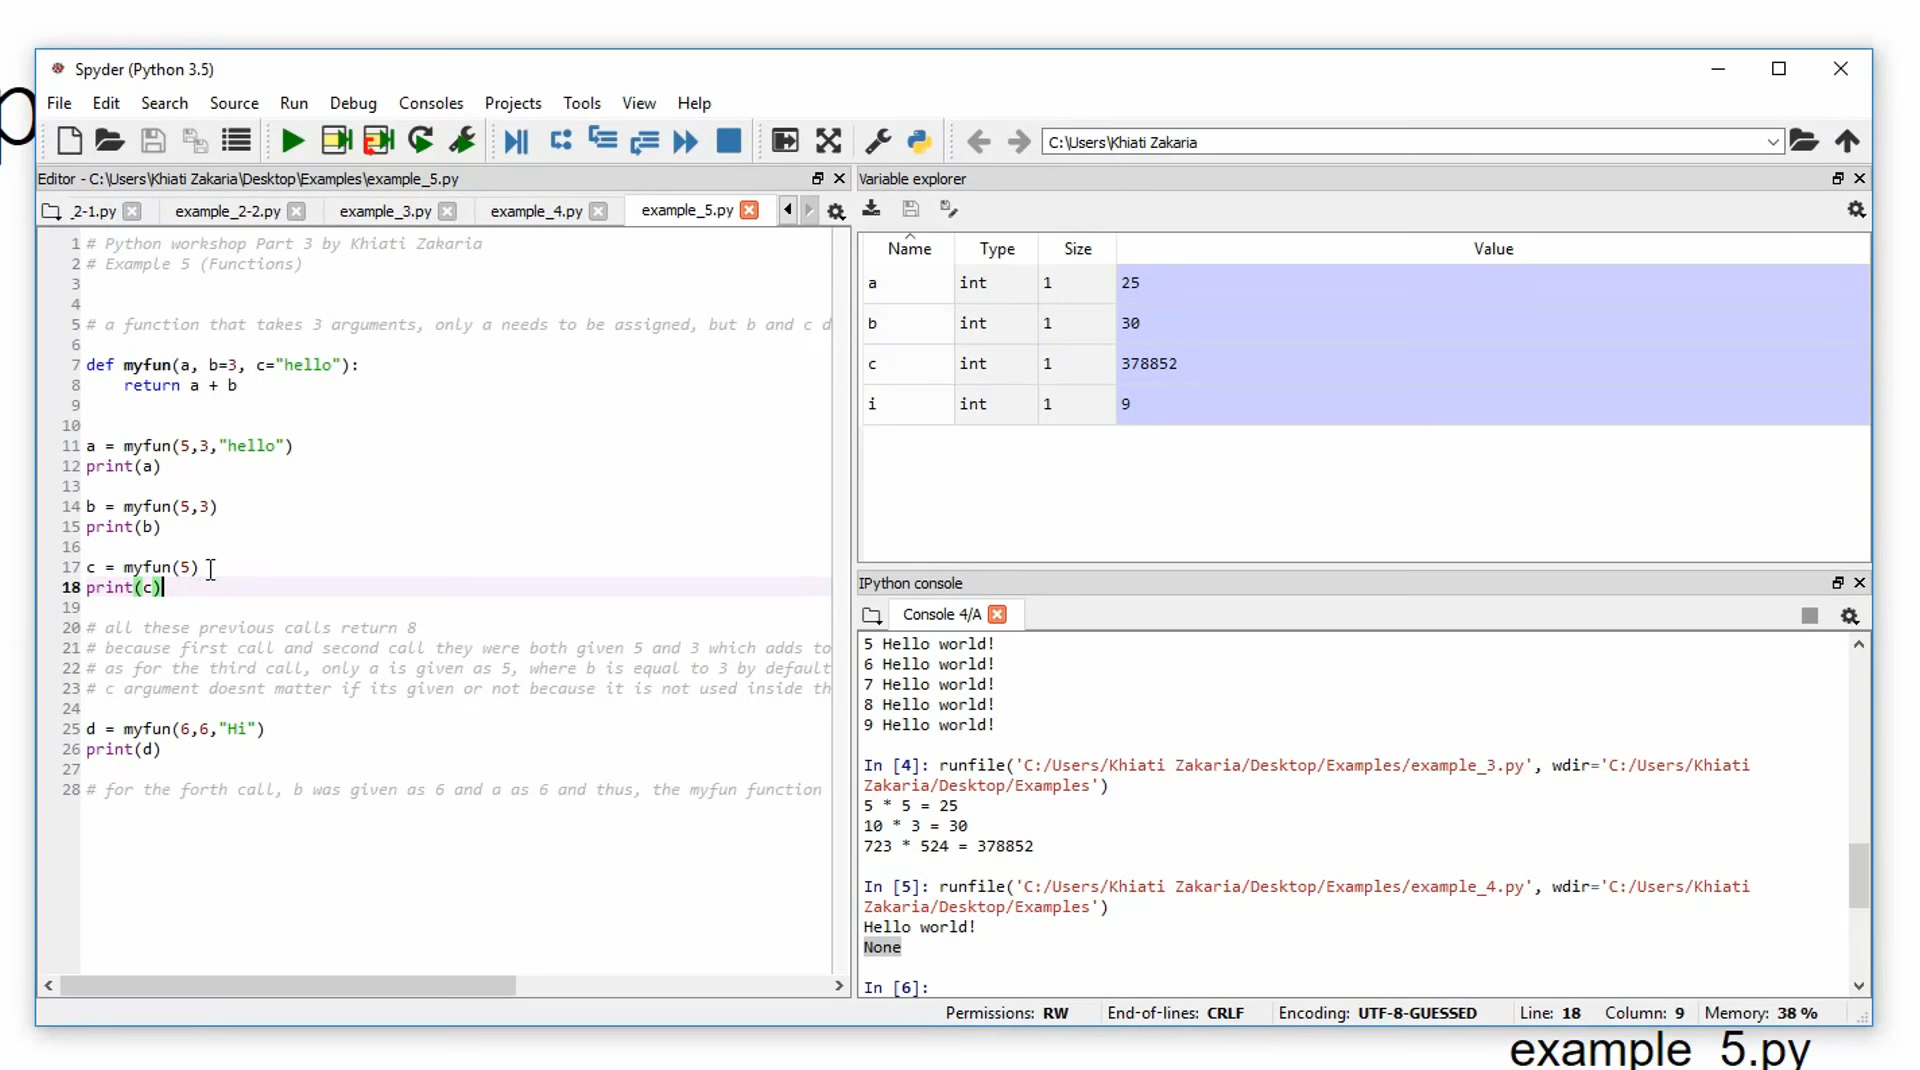 p
Spyder (Python 3.5)
File Edit Search Source Run Debug Consoles Projects Tools View Help
C:\Users\Khiati Zakaria
Editor - C:\Users\Khiati Zakaria\Desktop\Examples\example_5.py
_2-1.py example_2-2.py example_3.py example_4.py example_5.py
1 # Python workshop Part 3 by Khiati Zakaria
2 # Example 5 (Functions)
3
4
5 # a function that takes 3 arguments, only a needs to be assigned, but b and c d
6
7 def myfun(a, b=3, c="hello"):
8 return a + b
9
10
11 a = myfun(5,3,"hello")
12 print(a)
13
14 b = myfun(5,3)
15 print(b)
16
17 c = myfun(5)
18 print(c)
19
20 # all these previous calls return 8
21 # because first call and second call they were both given 5 and 3 which adds to
22 # as for the third call, only a is given as 5, where b is equal to 3 by default
23 # c argument doesnt matter if its given or not because it is not used inside th
24
25 d = myfun(6,6,"Hi")
26 print(d)
27
28 # for the forth call, b was given as 6 and a as 6 and thus, the myfun function
Variable explorer
Name Type Size Value
a int 1 25
b int 1 30
c int 1 378852
i int 1 9
IPython console
Console 4/A
5 Hello world!
6 Hello world!
7 Hello world!
8 Hello world!
9 Hello world!
In [4]: runfile('C:/Users/Khiati Zakaria/Desktop/Examples/example_3.py', wdir='C:/Users/Khiati
Zakaria/Desktop/Examples')
5 * 5 = 25
10 * 3 = 30
723 * 524 = 378852
In [5]: runfile('C:/Users/Khiati Zakaria/Desktop/Examples/example_4.py', wdir='C:/Users/Khiati
Zakaria/Desktop/Examples')
Hello world!
None
In [6]:
Permissions: RW End-of-lines: CRLF Encoding: UTF-8-GUESSED Line: 18 Column: 9 Memory: 38 %
example_5.py